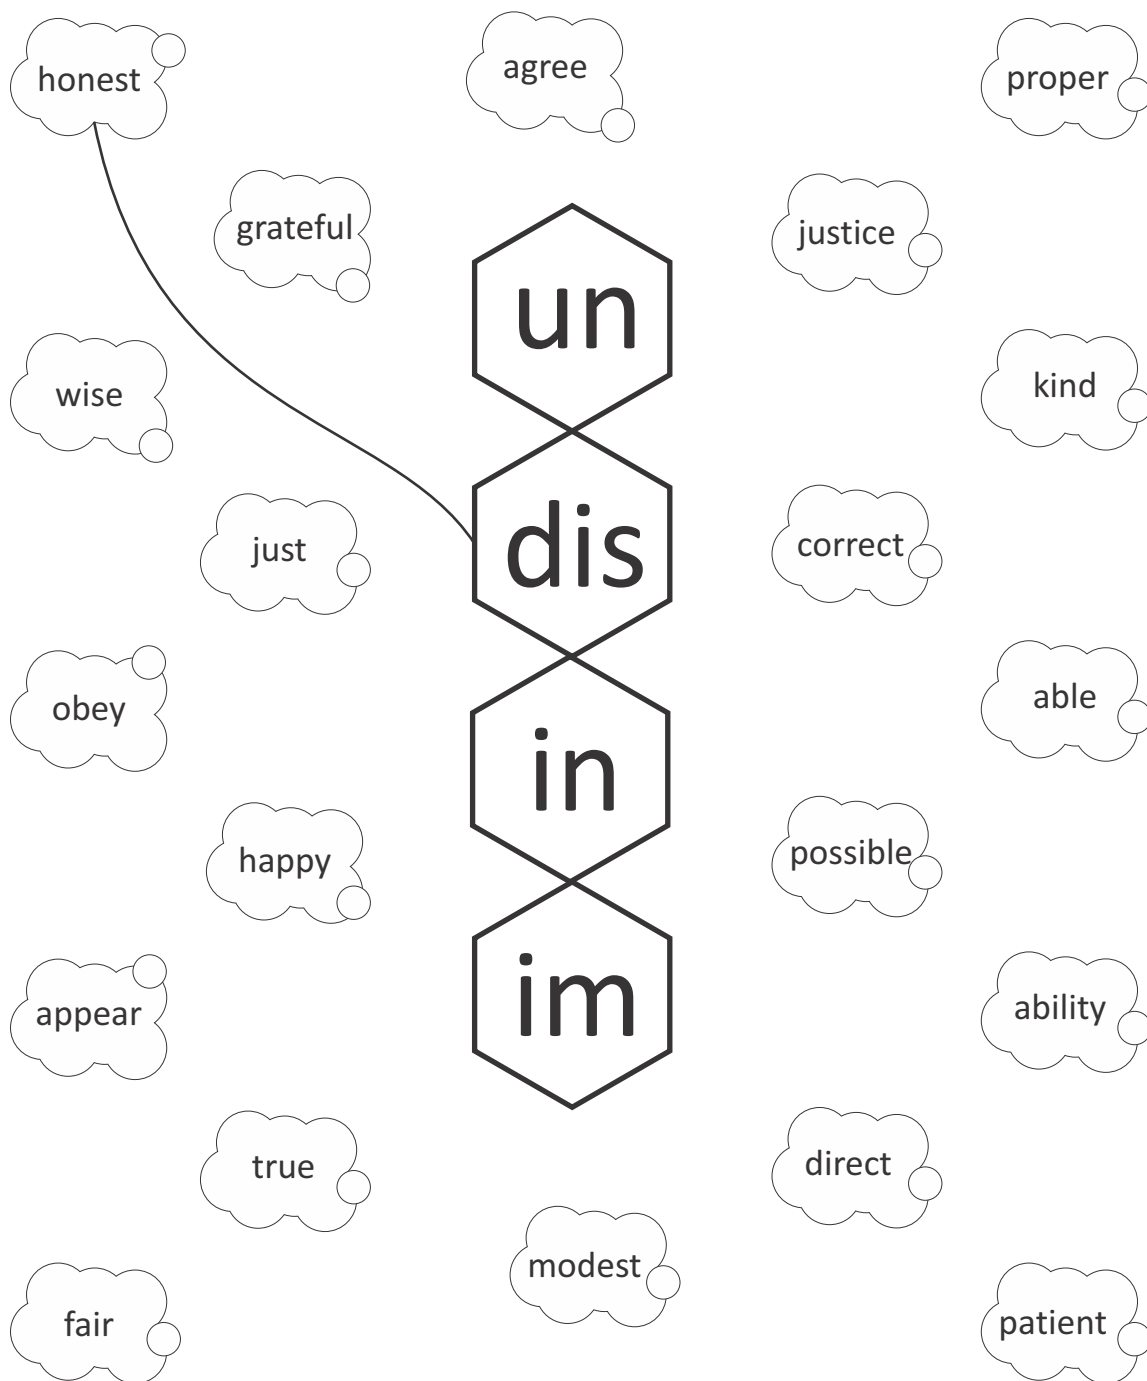 honest
agree
proper
grateful
justice
un
wise
kind
just
dis
correct
obey
able
in
happy
possible
appear
im
ability
true
direct
modest
fair
patient